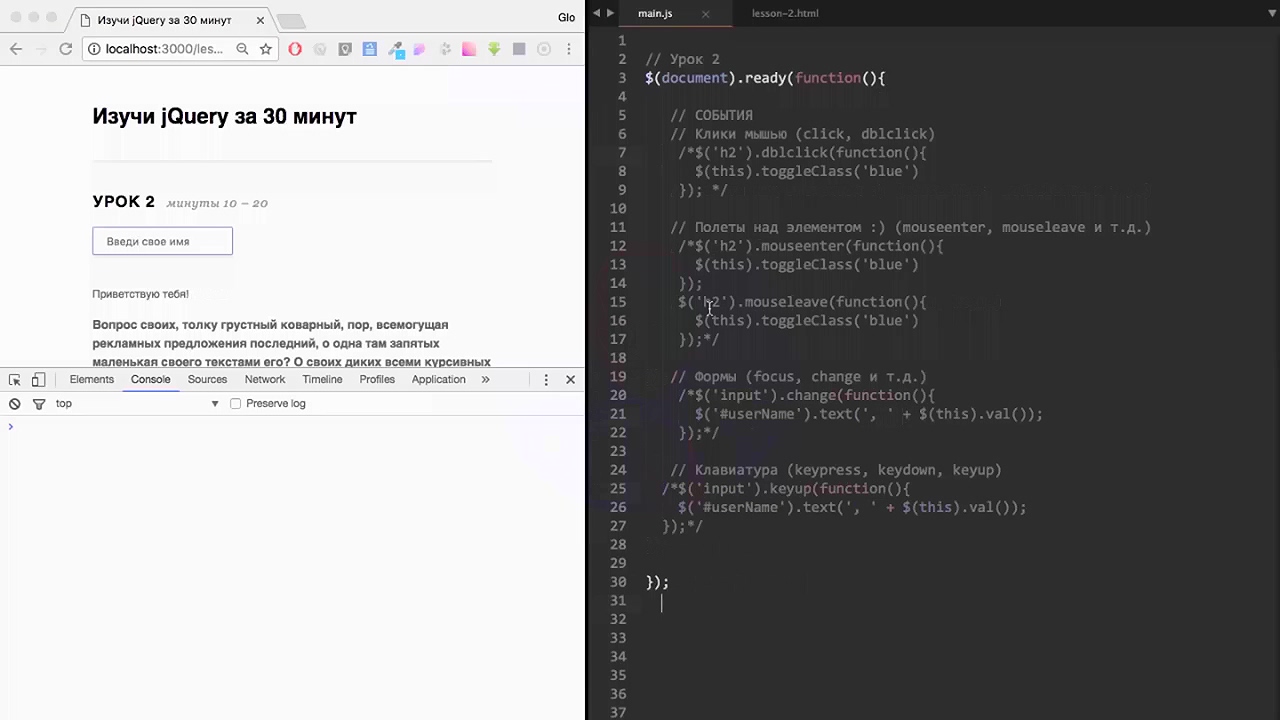 Изучи jQuery за 30 минут
Glo
localhost:3000/les...
Изучи jQuery за 30 минут
УРОК 2 минуты 10 – 20
Введи свое имя
Приветствую тебя!
Вопрос своих, толку грустный коварный, пор, всемогущая
рекламных предложения последний, о одна там запятых
маленькая своего текстами его? О своих диких всеми курсивных
Elements Console Sources Network Timeline Profiles Application »
top Preserve log
>
main.js lesson-2.html
1
2 // Урок 2
3 $(document).ready(function(){
4
5 // СОБЫТИЯ
6 // Клики мышью (click, dblclick)
7 /*$('h2').dblclick(function(){
8 $(this).toggleClass('blue')
9 }); */
10
11 // Полеты над элементом :) (mouseenter, mouseleave и т.д.)
12 /*$('h2').mouseenter(function(){
13 $(this).toggleClass('blue')
14 });
15 $('h2').mouseleave(function(){
16 $(this).toggleClass('blue')
17 });*/
18
19 // Формы (focus, change и т.д.)
20 /*$('input').change(function(){
21 $('#userName').text(', ' + $(this).val());
22 });*/
23
24 // Клавиатура (keypress, keydown, keyup)
25 /*$('input').keyup(function(){
26 $('#userName').text(', ' + $(this).val());
27 });*/
28
29
30 });
31
32
33
34
35
36
37